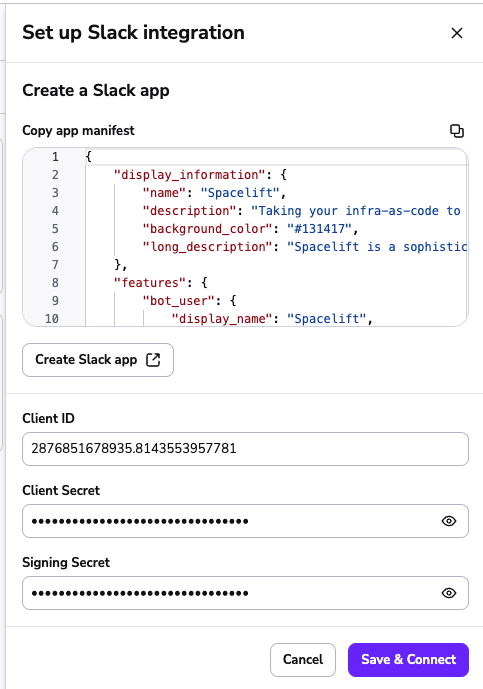 Set up Slack integration
Create a Slack app
Copy app manifest
1 {
2 "display_information": {
3 "name": "Spacelift",
4 "description": "Taking your infra-as-code to
5 "background_color": "#131417",
6 "long_description": "Spacelift is a sophistic
7 },
8 "features": {
9 "bot_user": {
10 "display_name": "Spacelift",
Create Slack app
Client ID
2876851678935.8143553957781
Client Secret
••••••••••••••••••••••••••••••••
Signing Secret
••••••••••••••••••••••••••••••••
Cancel
Save & Connect